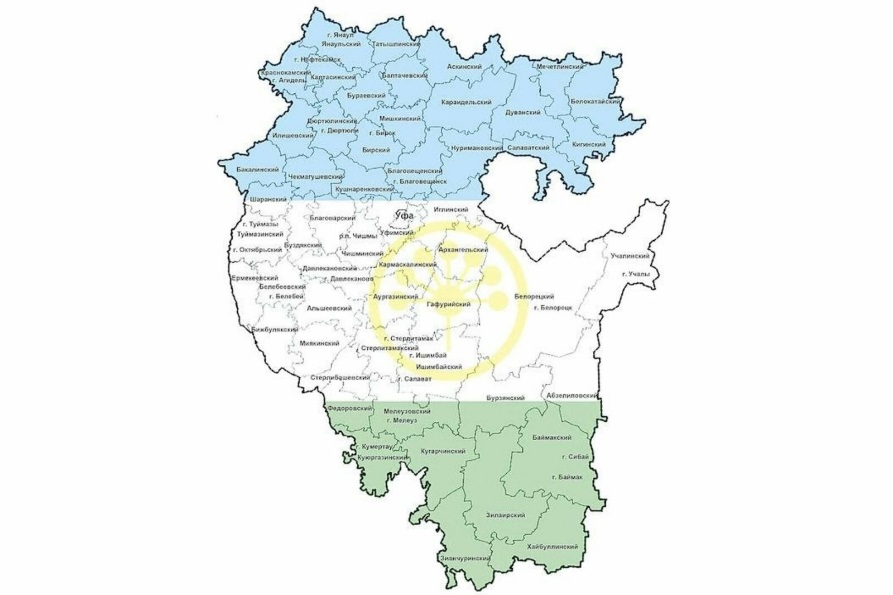 г. Янаул
Янаульский
Татышлинский
Аскинский
Мечетлинский
г. Нефтекамск
Краснокамский
г. Агидель
Калтасинский
Балтачевский
Бураевский
Караидельский
Белокатайский
Дуванский
Мишкинский
Дюртюлинский
г. Дюртюли
г. Бирск
Илишевский
Бирский
Нуримановский
Салаватский
Кигинский
Бакалинский
Чекмагушевский
Благовещенский
г. Благовещенск
Кушнаренковский
Шаранский
Иглинский
Уфа
Благоварский
г. Туймазы
Туймазинский
Уфимский
рп. Чишмы
Буздякский
г. Октябрьский
Чишминский
Архангельский
Учалинский
г. Учалы
Кармаскалинский
Давлекановский
г. Давлеканово
Ермекеевский
Белебеевский
г. Белебей
Аургазинский
Гафурийский
Белорецкий
г. Белорецк
Альшеевский
Бижбулякский
Миякинский
г. Стерлитамак
Стерлитамакский
г. Ишимбай
Ишимбайский
Стерлибашевский
г. Салават
Бурзянский
Абзелиловский
Федоровский
Мелеузовский
г. Мелеуз
Баймакский
г. Кумертау
Куюргазинский
Кугарчинский
г. Сибай
г. Баймак
Зилаирский
Хайбуллинский
Зианчуринский